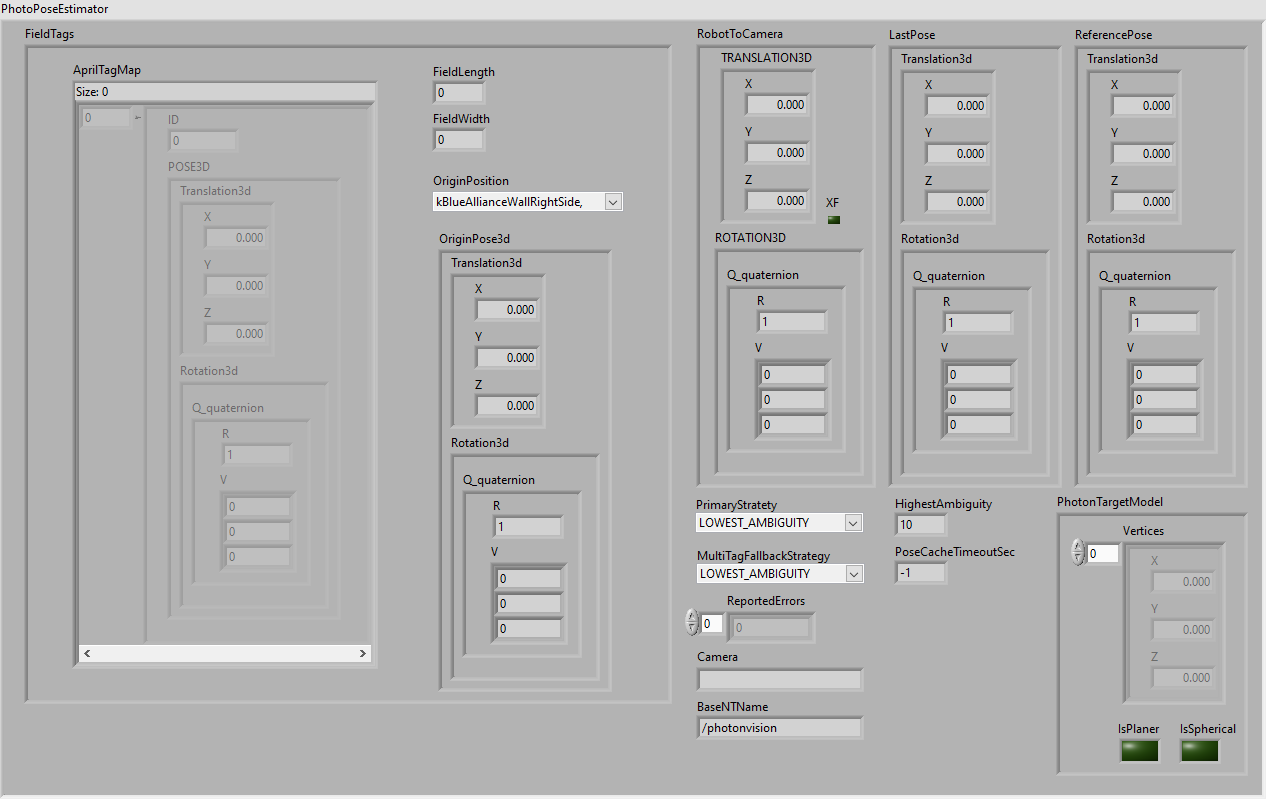 PhotoPoseEstimator
FieldTags
AprilTagMap
Size: 0
0
ID
0
POSE3D
Translation3d
X
0.000
Y
0.000
Z
0.000
Rotation3d
Q_quaternion
R
1
V
0
0
0
FieldLength
0
FieldWidth
0
OriginPosition
kBlueAllianceWallRightSide,
OriginPose3d
Translation3d
X
0.000
Y
0.000
Z
0.000
Rotation3d
Q_quaternion
R
1
V
0
0
0
RobotToCamera
TRANSLATION3D
X
0.000
Y
0.000
Z
0.000
XF
ROTATION3D
Q_quaternion
R
1
V
0
0
0
LastPose
Translation3d
X
0.000
Y
0.000
Z
0.000
Rotation3d
Q_quaternion
R
1
V
0
0
0
ReferencePose
Translation3d
X
0.000
Y
0.000
Z
0.000
Rotation3d
Q_quaternion
R
1
V
0
0
0
PrimaryStratety
LOWEST_AMBIGUITY
MultiTagFallbackStrategy
LOWEST_AMBIGUITY
ReportedErrors
0
0
Camera
BaseNTName
/photonvision
HighestAmbiguity
10
PoseCacheTimeoutSec
-1
PhotonTargetModel
Vertices
0
X
0.000
Y
0.000
Z
0.000
IsPlaner
IsSpherical